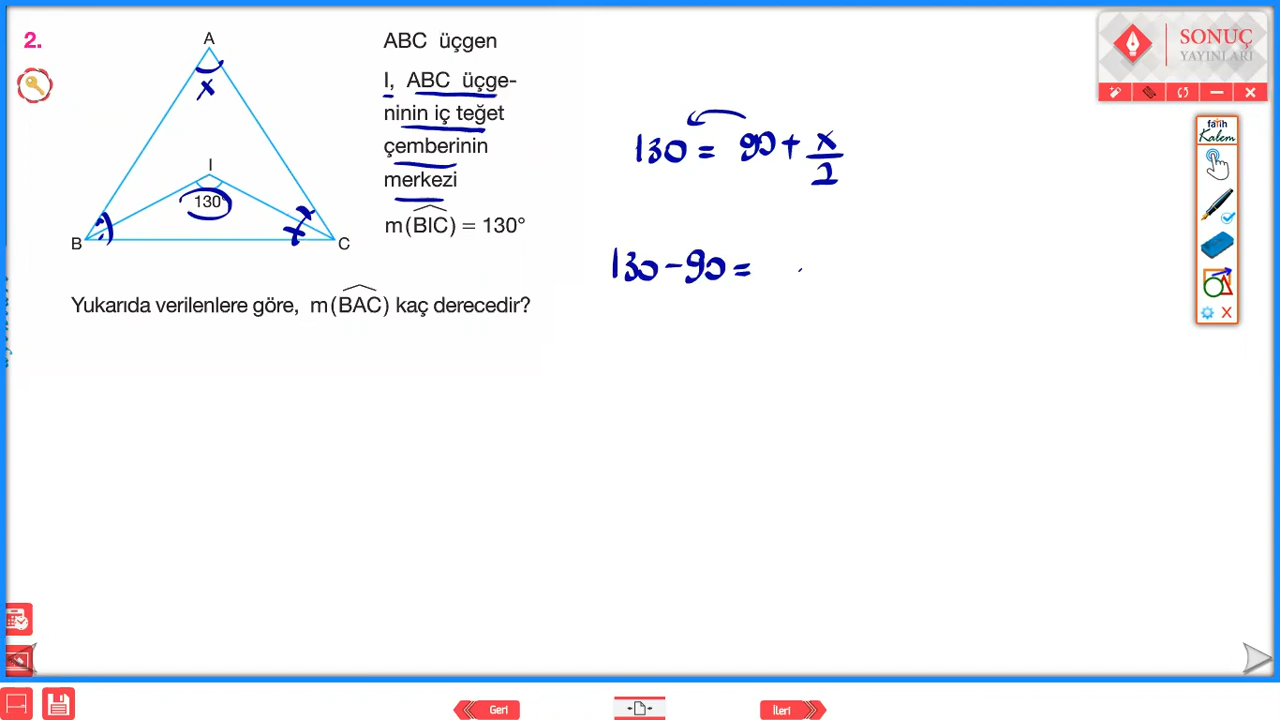 2.
A
x
I
130°
B
C
ABC üçgen
I, ABC üçge-
ninin iç teğet
çemberinin
merkezi
m(BIC) = 130°
Yukarıda verilenlere göre, m(BAC) kaç derecedir?
130 = 90 + x/2
130 - 90 =
SONUÇ
YAYINLARI
fatih
Kalem
Geri
İleri